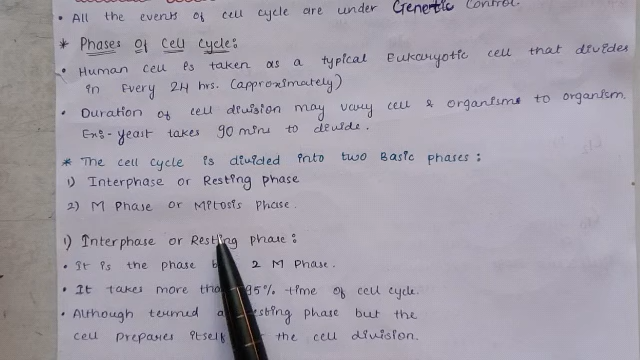 • All the events of cell cycle are under Genetic control.
* Phases Of Cell Cycle:
• Human cell is taken as a typical Eukaryotic cell that divides
in Every 24 hrs. (approximately)
• Duration of cell division may vary cell & organisms to organism.
Ex:- yeast takes 90 mins to divide.
* The cell cycle is divided into two Basic phases:
1) Interphase or Resting phase
2) M Phase or Mitosis Phase.
1) Interphase or Resting phase:
• It is the phase 2 M Phase.
• It takes more 95% time of cell cycle.
• Although termed resting phase but the
cell prepares itself the cell division.